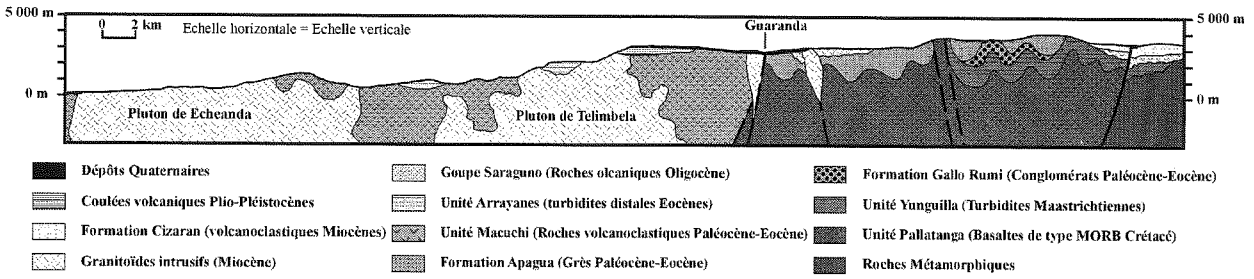 5 000 m
0 2 km
Echelle horizontale = Echelle verticale
Guaranda
5 000 m
0 m
0 m
Pluton de Echeanda
Pluton de Telimbela
Dépôts Quaternaires
Coulées volcaniques Plio-Pléistocènes
Formation Cizaran (volcanoclastiques Miocènes)
Granitoïdes intrusifs (Miocène)
Goupe Saraguno (Roches olcaniques Oligocène)
Unité Arrayanes (turbidites distales Eocènes)
Unité Macuchi (Roches volcanoclastiques Paléocène-Eocène)
Formation Apagua (Grès Paléocène-Eocène)
Formation Gallo Rumi (Conglomérats Paléocène-Eocène)
Unité Yunguilla (Turbidites Maastrichtiennes)
Unité Pallatanga (Basaltes de type MORB Crétacé)
Roches Métamorphiques